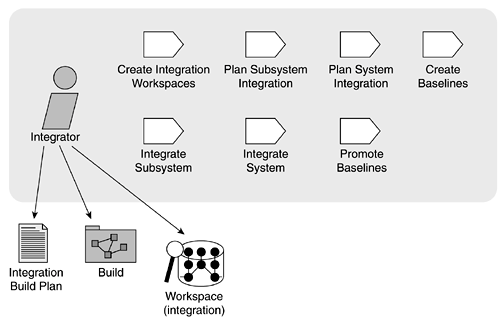 Create Integration
Workspaces
Plan Subsystem
Integration
Plan System
Integration
Create
Baselines
Integrator
Integrate
Subsystem
Integrate
System
Promote
Baselines
Integration
Build Plan
Build
Workspace
(integration)